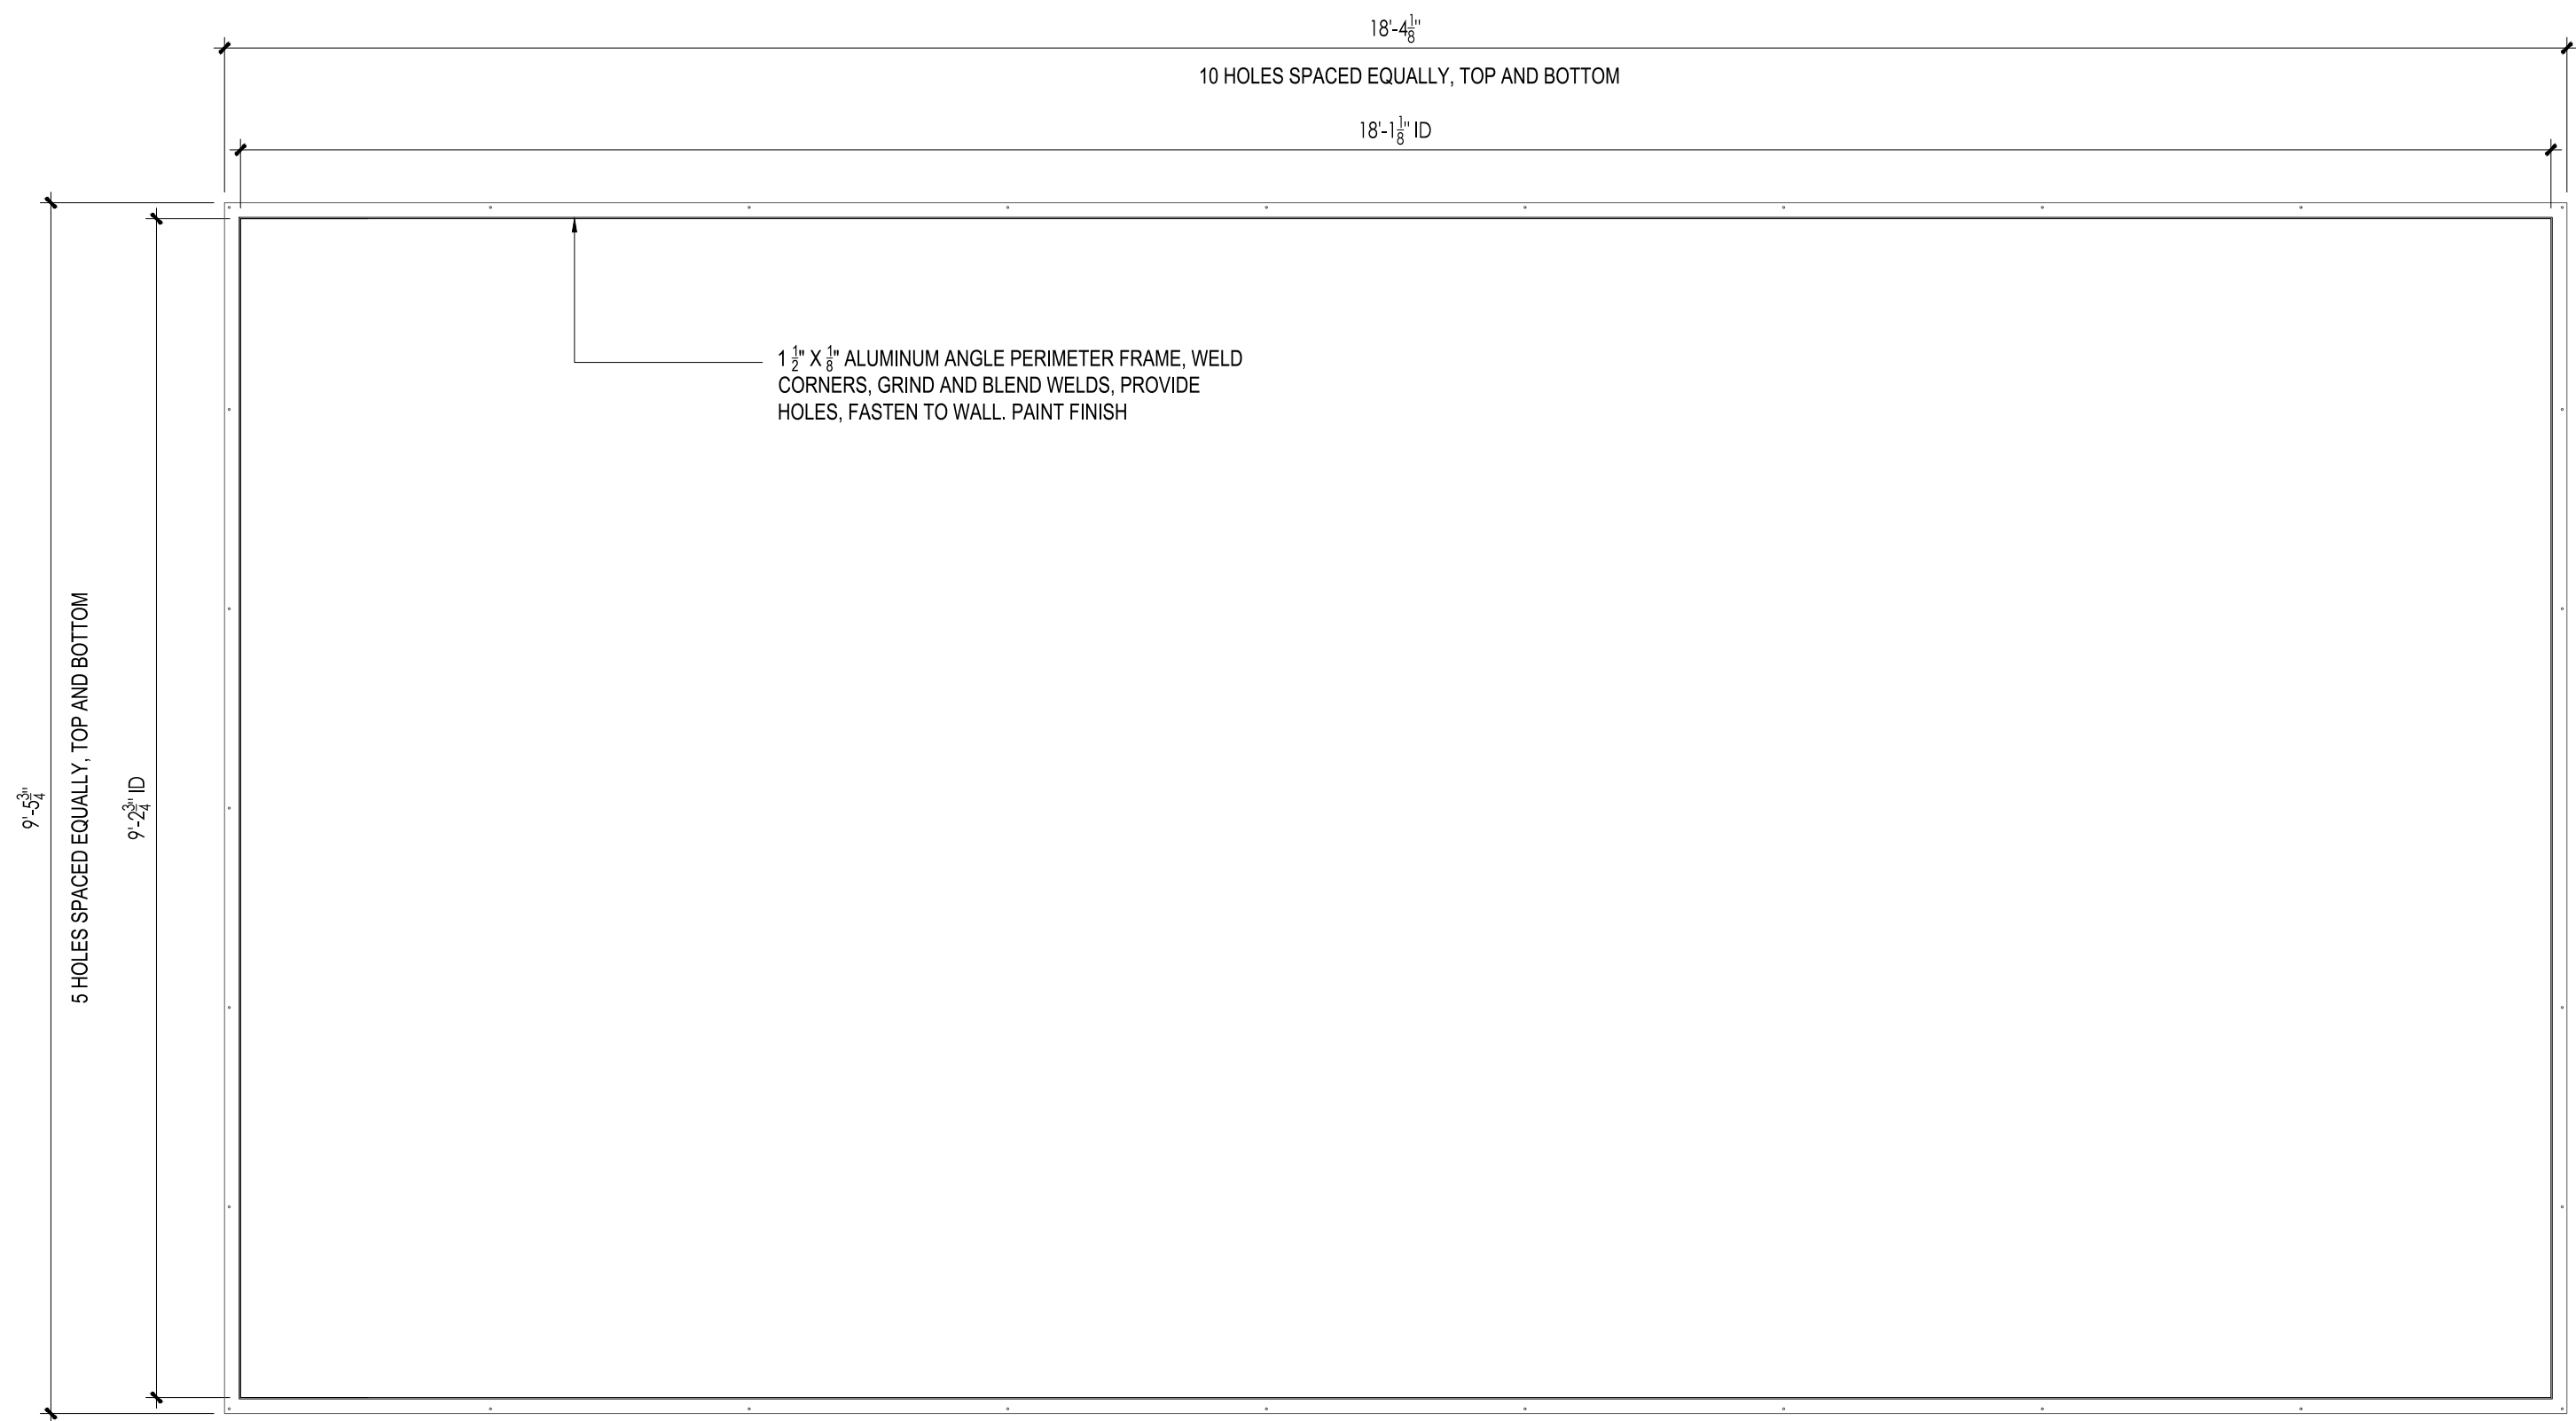 18'-4 1/8"
10 HOLES SPACED EQUALLY, TOP AND BOTTOM
18'-1 1/8" ID
1 1/2" X 1/8" ALUMINUM ANGLE PERIMETER FRAME, WELD
CORNERS, GRIND AND BLEND WELDS, PROVIDE
HOLES, FASTEN TO WALL. PAINT FINISH
9'-5 3/4"
5 HOLES SPACED EQUALLY, TOP AND BOTTOM
9'-2 3/4" ID